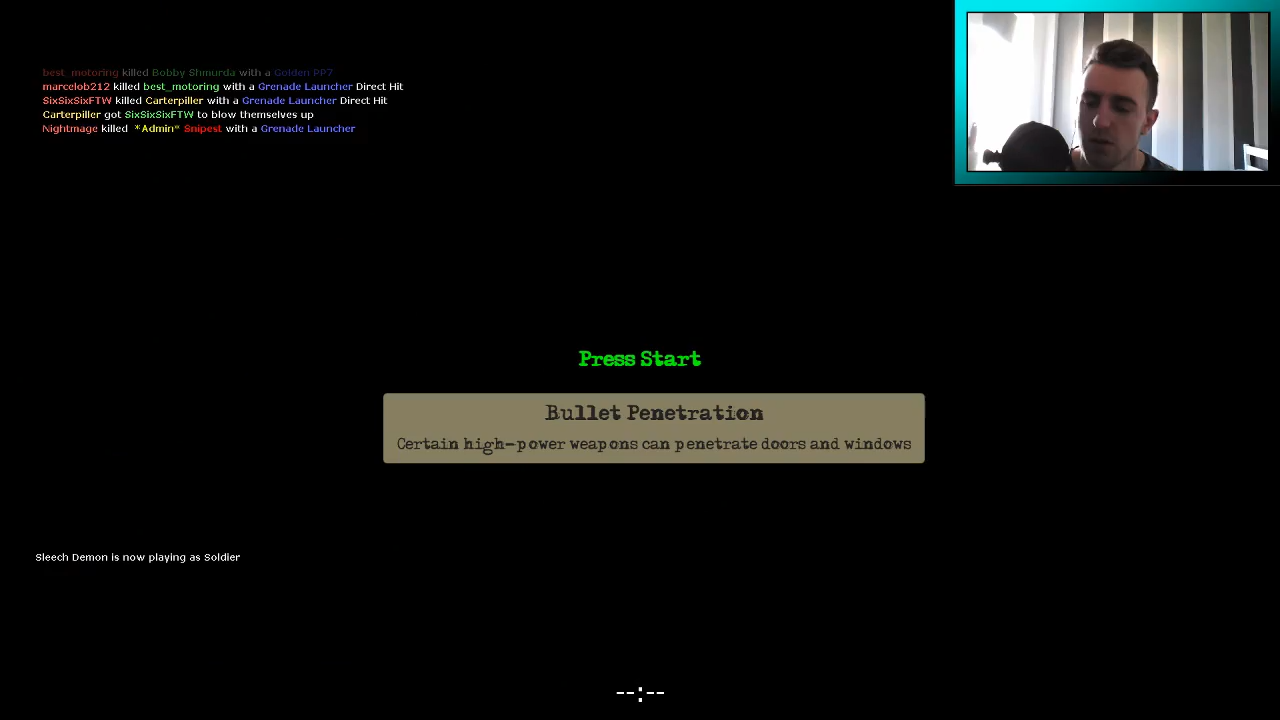 best_motoring killed Bobby Shmurda with a Golden PP7
marcelob212 killed best_motoring with a Grenade Launcher Direct Hit
SixSixSixFTW killed Carterpiller with a Grenade Launcher Direct Hit
Carterpiller got SixSixSixFTW to blow themselves up
Nightmage killed *Admin* Snipest with a Grenade Launcher
Press Start
Bullet Penetration
Certain high-power weapons can penetrate doors and windows
Sleech Demon is now playing as Soldier
--:--